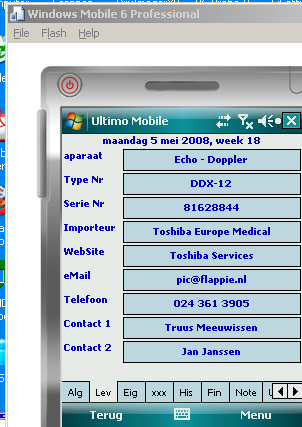 Windows Mobile 6 Professional
File Flash Help
Ultimo Mobile
maandag 5 mei 2008, week 18
aparaat Echo - Doppler
Type Nr DDX-12
Serie Nr 81628844
Importeur Toshiba Europe Medical
WebSite Toshiba Services
eMail pic@flappie.nl
Telefoon 024 361 3905
Contact 1 Truus Meeuwissen
Contact 2 Jan Janssen
Alg Lev Eig xxx His Fin Note
Terug Menu